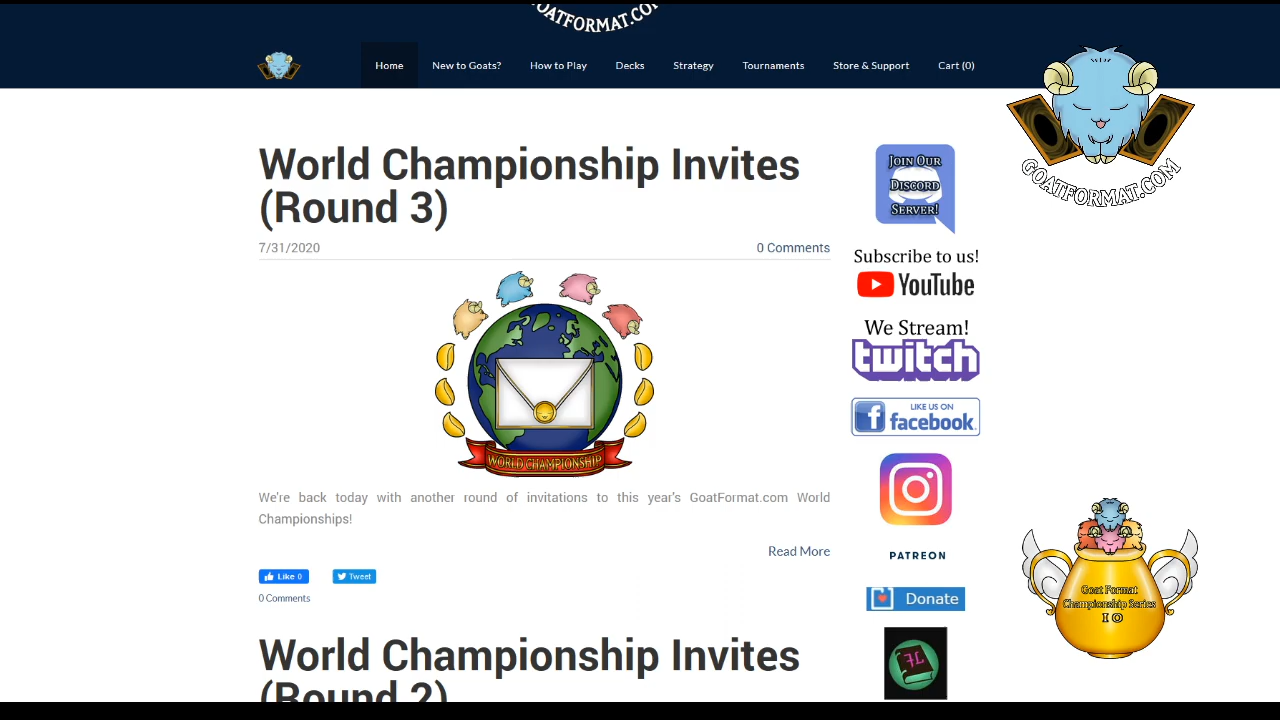 GOATFORMAT.CO
Home
New to Goats?
How to Play
Decks
Strategy
Tournaments
Store & Support
Cart (0)
GOATFORMAT.COM
World Championship Invites
(Round 3)
7/31/2020
0 Comments
WORLD CHAMPIONSHIP
We're back today with another round of invitations to this year's GoatFormat.com World
Championships!
Read More
Like 0
Tweet
0 Comments
World Championship Invites
(Round 2)
JOIN OUR
DISCORD
SERVER!
Subscribe to us!
YouTube
We Stream!
twitch
LIKE US ON
facebook
PATREON
Donate
FL
Goat Format
Championship Series
I O